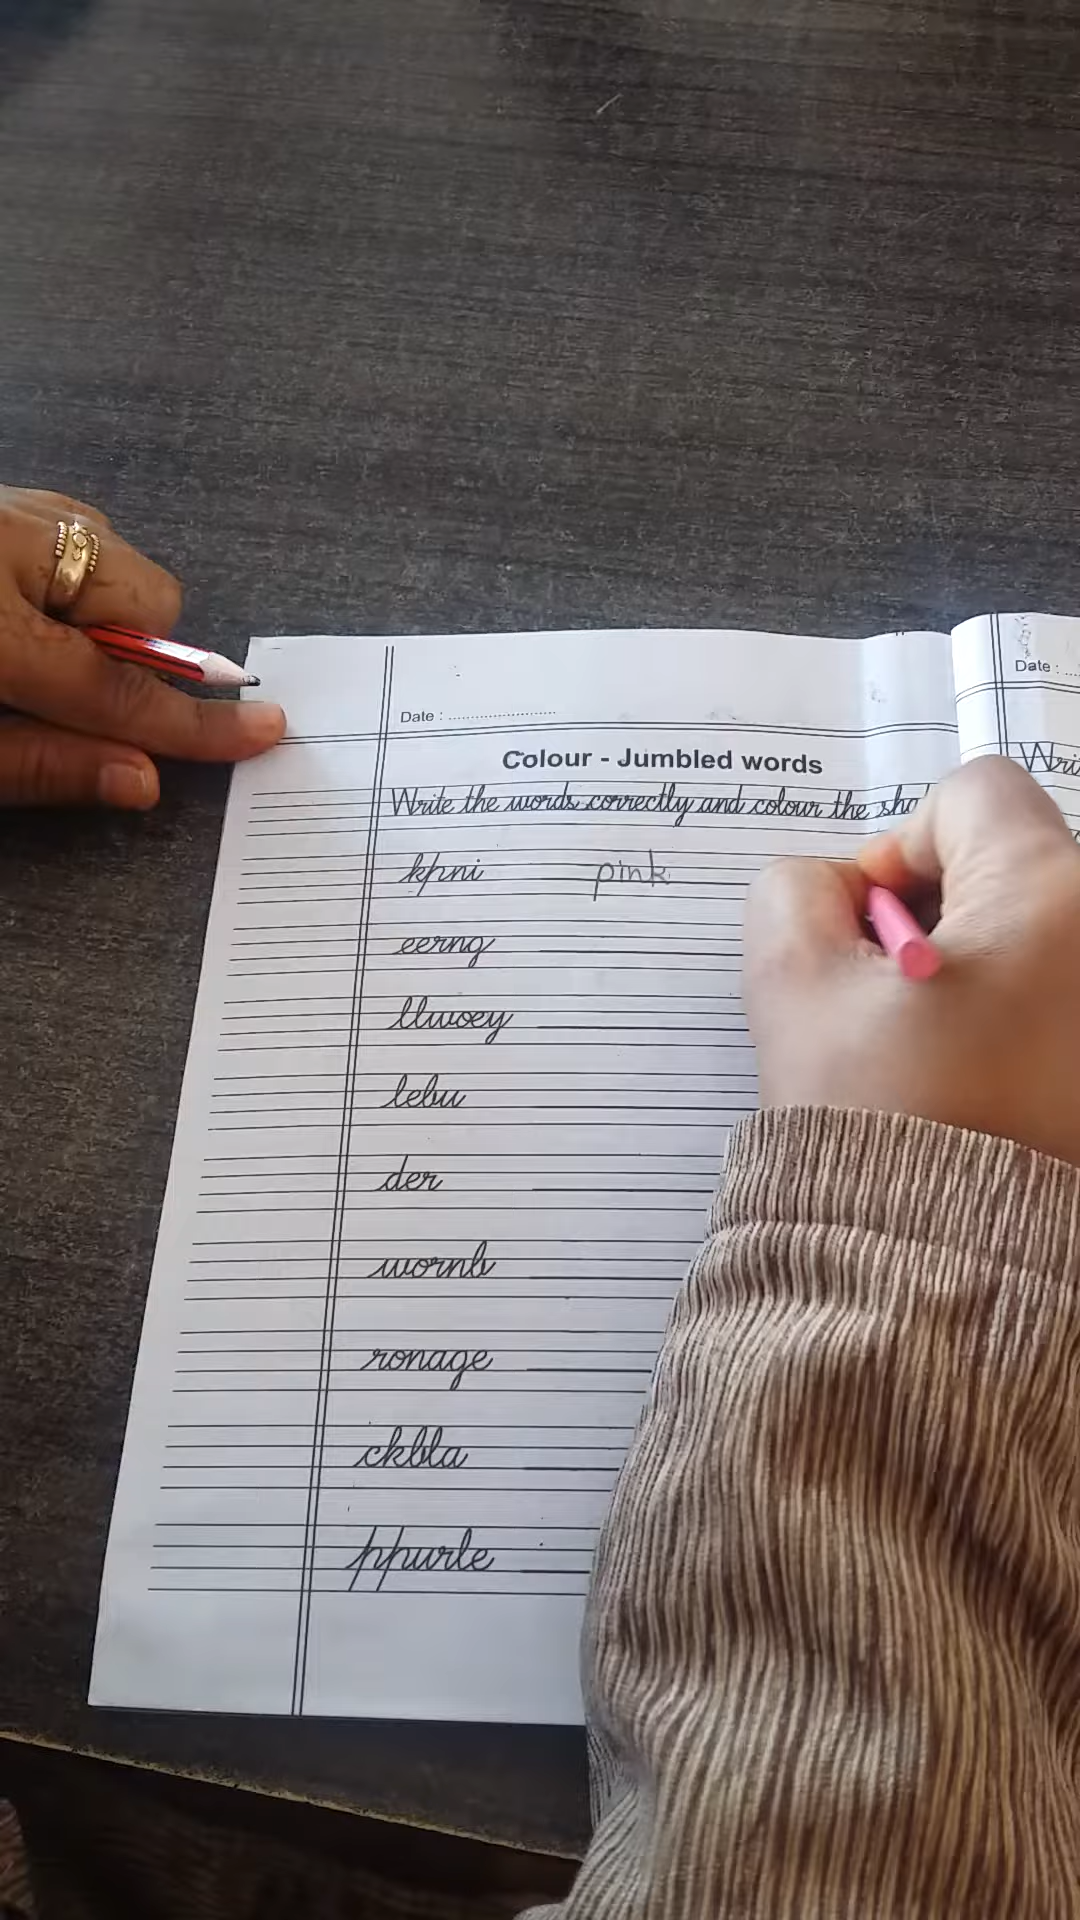 Date : ........................
Date : ....
Colour - Jumbled words
Write the words correctly and colour the
kpni pink
eerng
llwoey
lebu
der
wornb
ronage
ckbla
ppurle